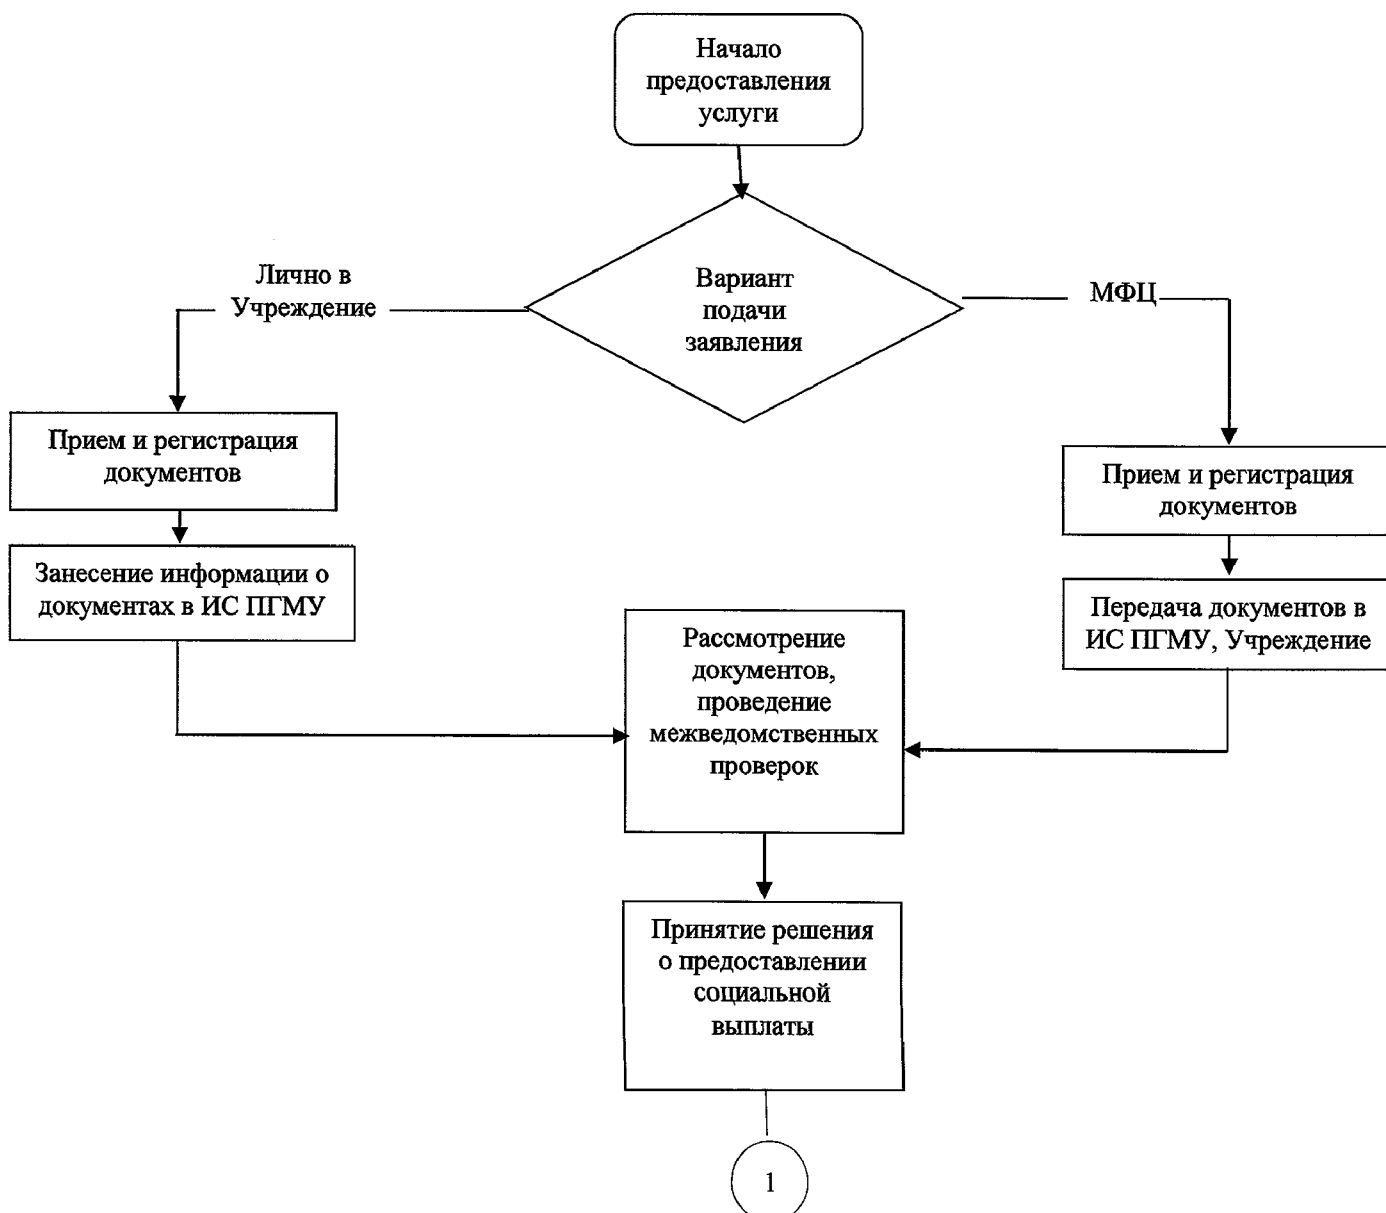 Начало
предоставления
услуги
Вариант
подачи
заявления
Лично в
Учреждение
МФЦ
Прием и регистрация
документов
Прием и регистрация
документов
Занесение информации о
документах в ИС ПГМУ
Передача документов в
ИС ПГМУ, Учреждение
Рассмотрение
документов,
проведение
межведомственных
проверок
Принятие решения
о предоставлении
социальной
выплаты
1